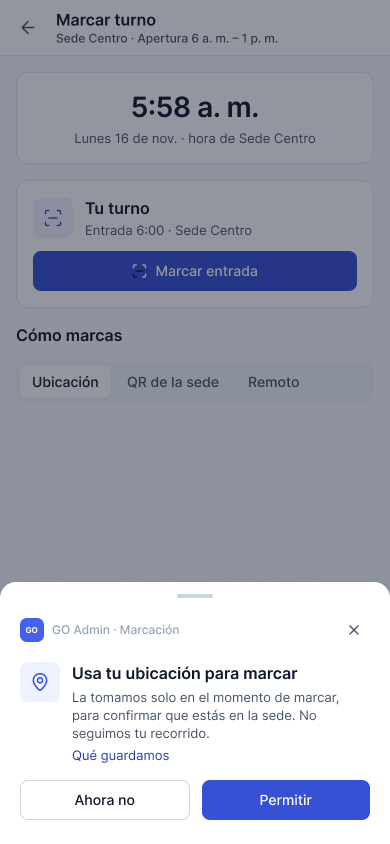 Marcar turno
Sede Centro · Apertura 6 a. m. – 1 p. m.
5:58 a. m.
Lunes 16 de nov. · hora de Sede Centro
Tu turno
Entrada 6:00 · Sede Centro
Marcar entrada
Cómo marcas
Ubicación QR de la sede Remoto
GO GO Admin · Marcación
Usa tu ubicación para marcar
La tomamos solo en el momento de marcar,
para confirmar que estás en la sede. No
seguimos tu recorrido.
Qué guardamos
Ahora no Permitir